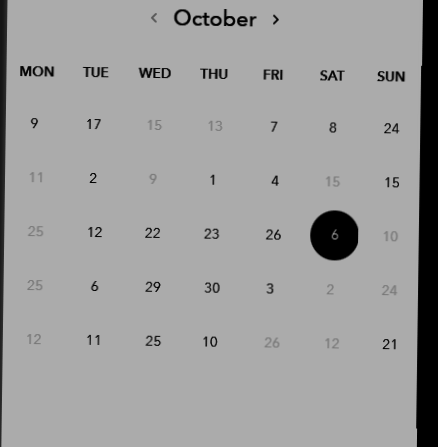 ‹ October ›
MON TUE WED THU FRI SAT SUN
9 17 15 13 7 8 24
11 2 9 1 4 15 15
25 12 22 23 26 6 10
25 6 29 30 3 2 24
12 11 25 10 26 12 21